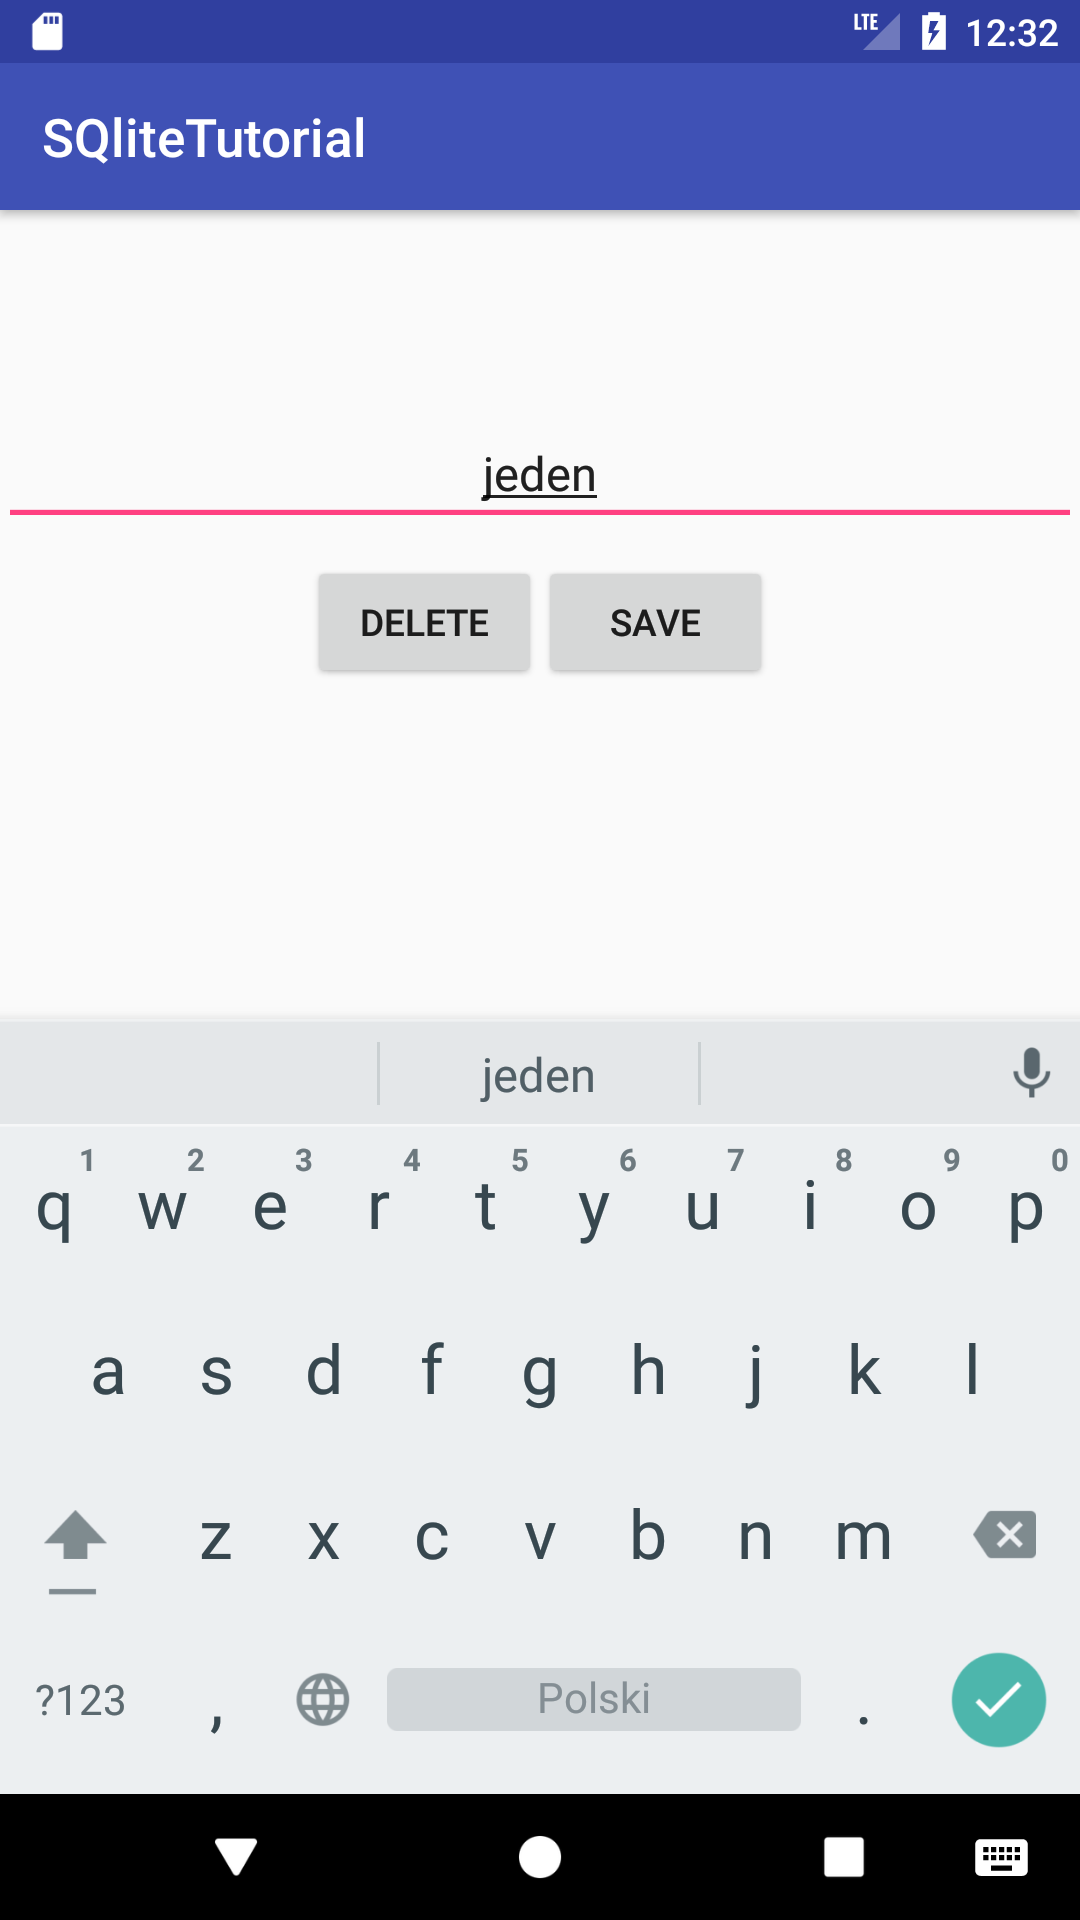 LTE 12:32
SQliteTutorial
jeden
DELETE SAVE
jeden
1 2 3 4 5 6 7 8 9 0
q w e r t y u i o p
a s d f g h j k l
z x c v b n m
?123 , Polski .